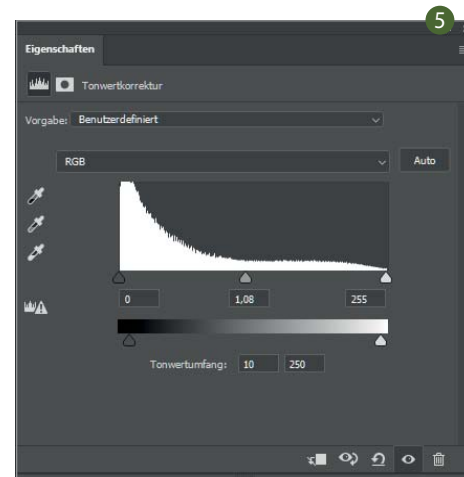 5
Eigenschaften
Tonwertkorrektur
Vorgabe: Benutzerdefiniert
RGB Auto
0 1,08 255
Tonwertumfang: 10 250